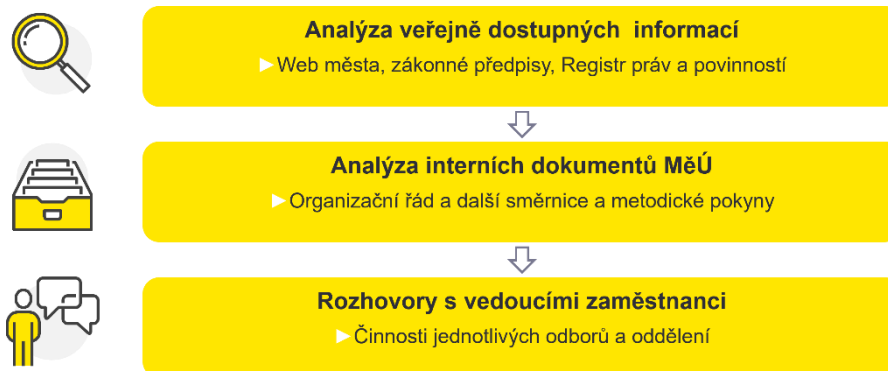 Analýza veřejně dostupných informací
Web města, zákonné předpisy, Registr práv a povinností
Analýza interních dokumentů MěÚ
Organizační řád a další směrnice a metodické pokyny
Rozhovory s vedoucími zaměstnanci
Činnosti jednotlivých odborů a oddělení